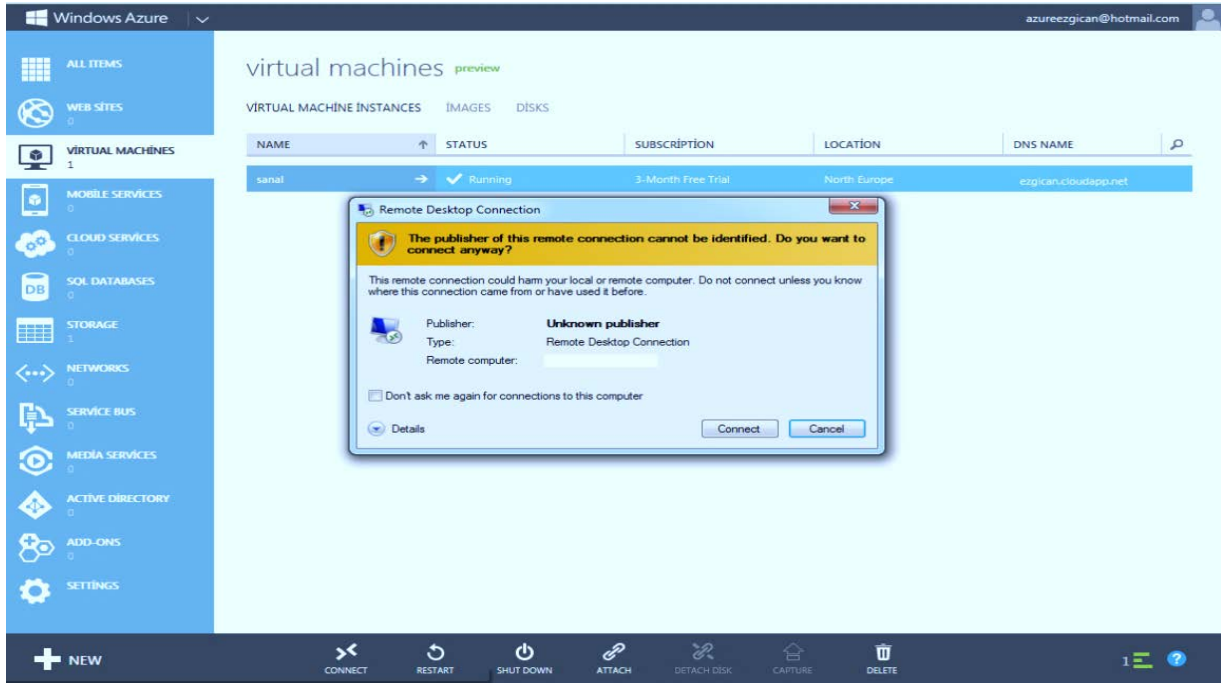 Windows Azure
azureezgican@hotmail.com
ALL ITEMS
WEB SİTES
0
VİRTUAL MACHİNES
1
MOBİLE SERVİCES
0
CLOUD SERVİCES
0
SQL DATABASES
0
STORAGE
1
NETWORKS
0
SERVİCE BUS
0
MEDİA SERVİCES
0
ACTİVE DİRECTORY
0
ADD-ONS
0
SETTİNGS
virtual machines preview
VİRTUAL MACHİNE İNSTANCES İMAGES DİSKS
NAME STATUS SUBSCRİPTİON LOCATİON DNS NAME
sanal Running 3-Month Free Trial North Europe ezgican.cloudapp.net
Remote Desktop Connection
The publisher of this remote connection cannot be identified. Do you want to
connect anyway?
This remote connection could harm your local or remote computer. Do not connect unless you know
where this connection came from or have used it before.
Publisher: Unknown publisher
Type: Remote Desktop Connection
Remote computer:
Don't ask me again for connections to this computer
Details Connect Cancel
NEW CONNECT RESTART SHUT DOWN ATTACH DETACH DISK CAPTURE DELETE 1 ?
DB